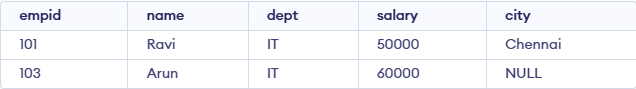 empid name dept salary city
101 Ravi IT 50000 Chennai
103 Arun IT 60000 NULL